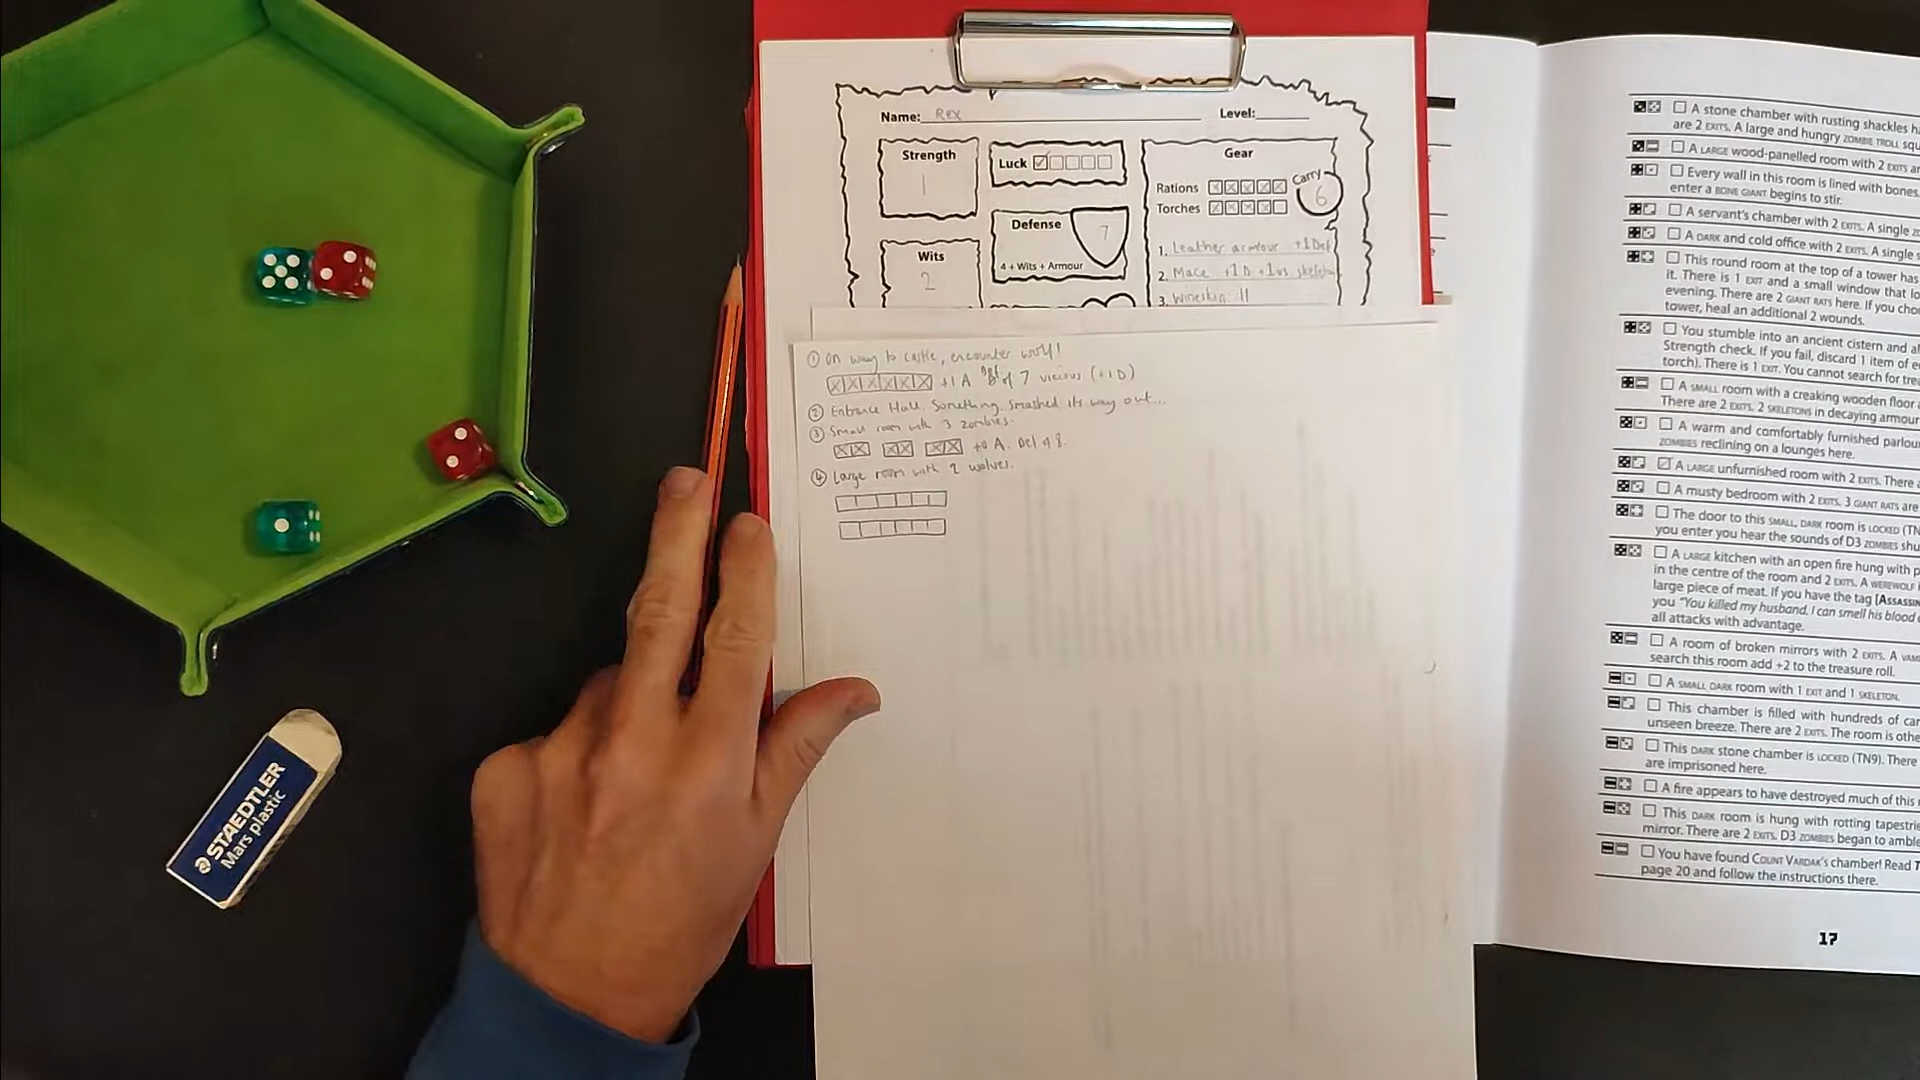 Name: Rex
Level:
Strength
1
Luck
Gear
Rations
Torches
Carry
6
Defense
7
4 + Wits + Armour
Wits
2
1. Leather armour +1 Def
2. Mace +1D +1 vs skeleton
3. Wineskin II
① On way to castle, encounter wolf!
+1 A Def of 7 vicious (+1D)
② Entrance Hall. Something smashed its way out...
③ Small room with 3 zombies.
+0 A. Def of 8.
④ Large room with 2 wolves.
STAEDTLER
Mars plastic
A stone chamber with rusting shackles
are 2 EXITS. A large and hungry ZOMBIE TROLL
A LARGE wood-panelled room with 2 EXITS
Every wall in this room is lined with bones.
enter a BONE GIANT begins to stir.
A servant's chamber with 2 EXITS. A single
A DARK and cold office with 2 EXITS. A single
This round room at the top of a tower has
it. There is 1 EXIT and a small window that
evening. There are 2 GIANT RATS here. If you
tower, heal an additional 2 wounds.
You stumble into an ancient cistern and
Strength check. If you fail, discard 1 item of
torch). There is 1 EXIT. You cannot search for
A SMALL room with a creaking wooden floor
There are 2 EXITS. 2 SKELETONS in decaying
A warm and comfortably furnished
ZOMBIES reclining on a lounges here.
A LARGE unfurnished room with 2 EXITS. There
A musty bedroom with 2 EXITS. 3 GIANT RATS are
The door to this SMALL, DARK room is LOCKED (TN
you enter you hear the sounds of D3 ZOMBIES
A LARGE kitchen with an open fire hung with
in the centre of the room and 2 EXITS. A WEREWOLF
large piece of meat. If you have the tag
you "You killed my husband. I can smell his blood
all attacks with advantage.
A room of broken mirrors with 2 EXITS. A
search this room add +2 to the treasure roll.
A SMALL DARK room with 1 EXIT and 1 SKELETON.
This chamber is filled with hundreds of
unseen breeze. There are 2 EXITS. The room is
This DARK stone chamber is LOCKED (TN9). There
are imprisoned here.
A fire appears to have destroyed much of this
This DARK room is hung with rotting
mirror. There are 2 EXITS. D3 ZOMBIES began to
You have found COUNT VARDAK'S chamber! Read
page 20 and follow the instructions there.
17